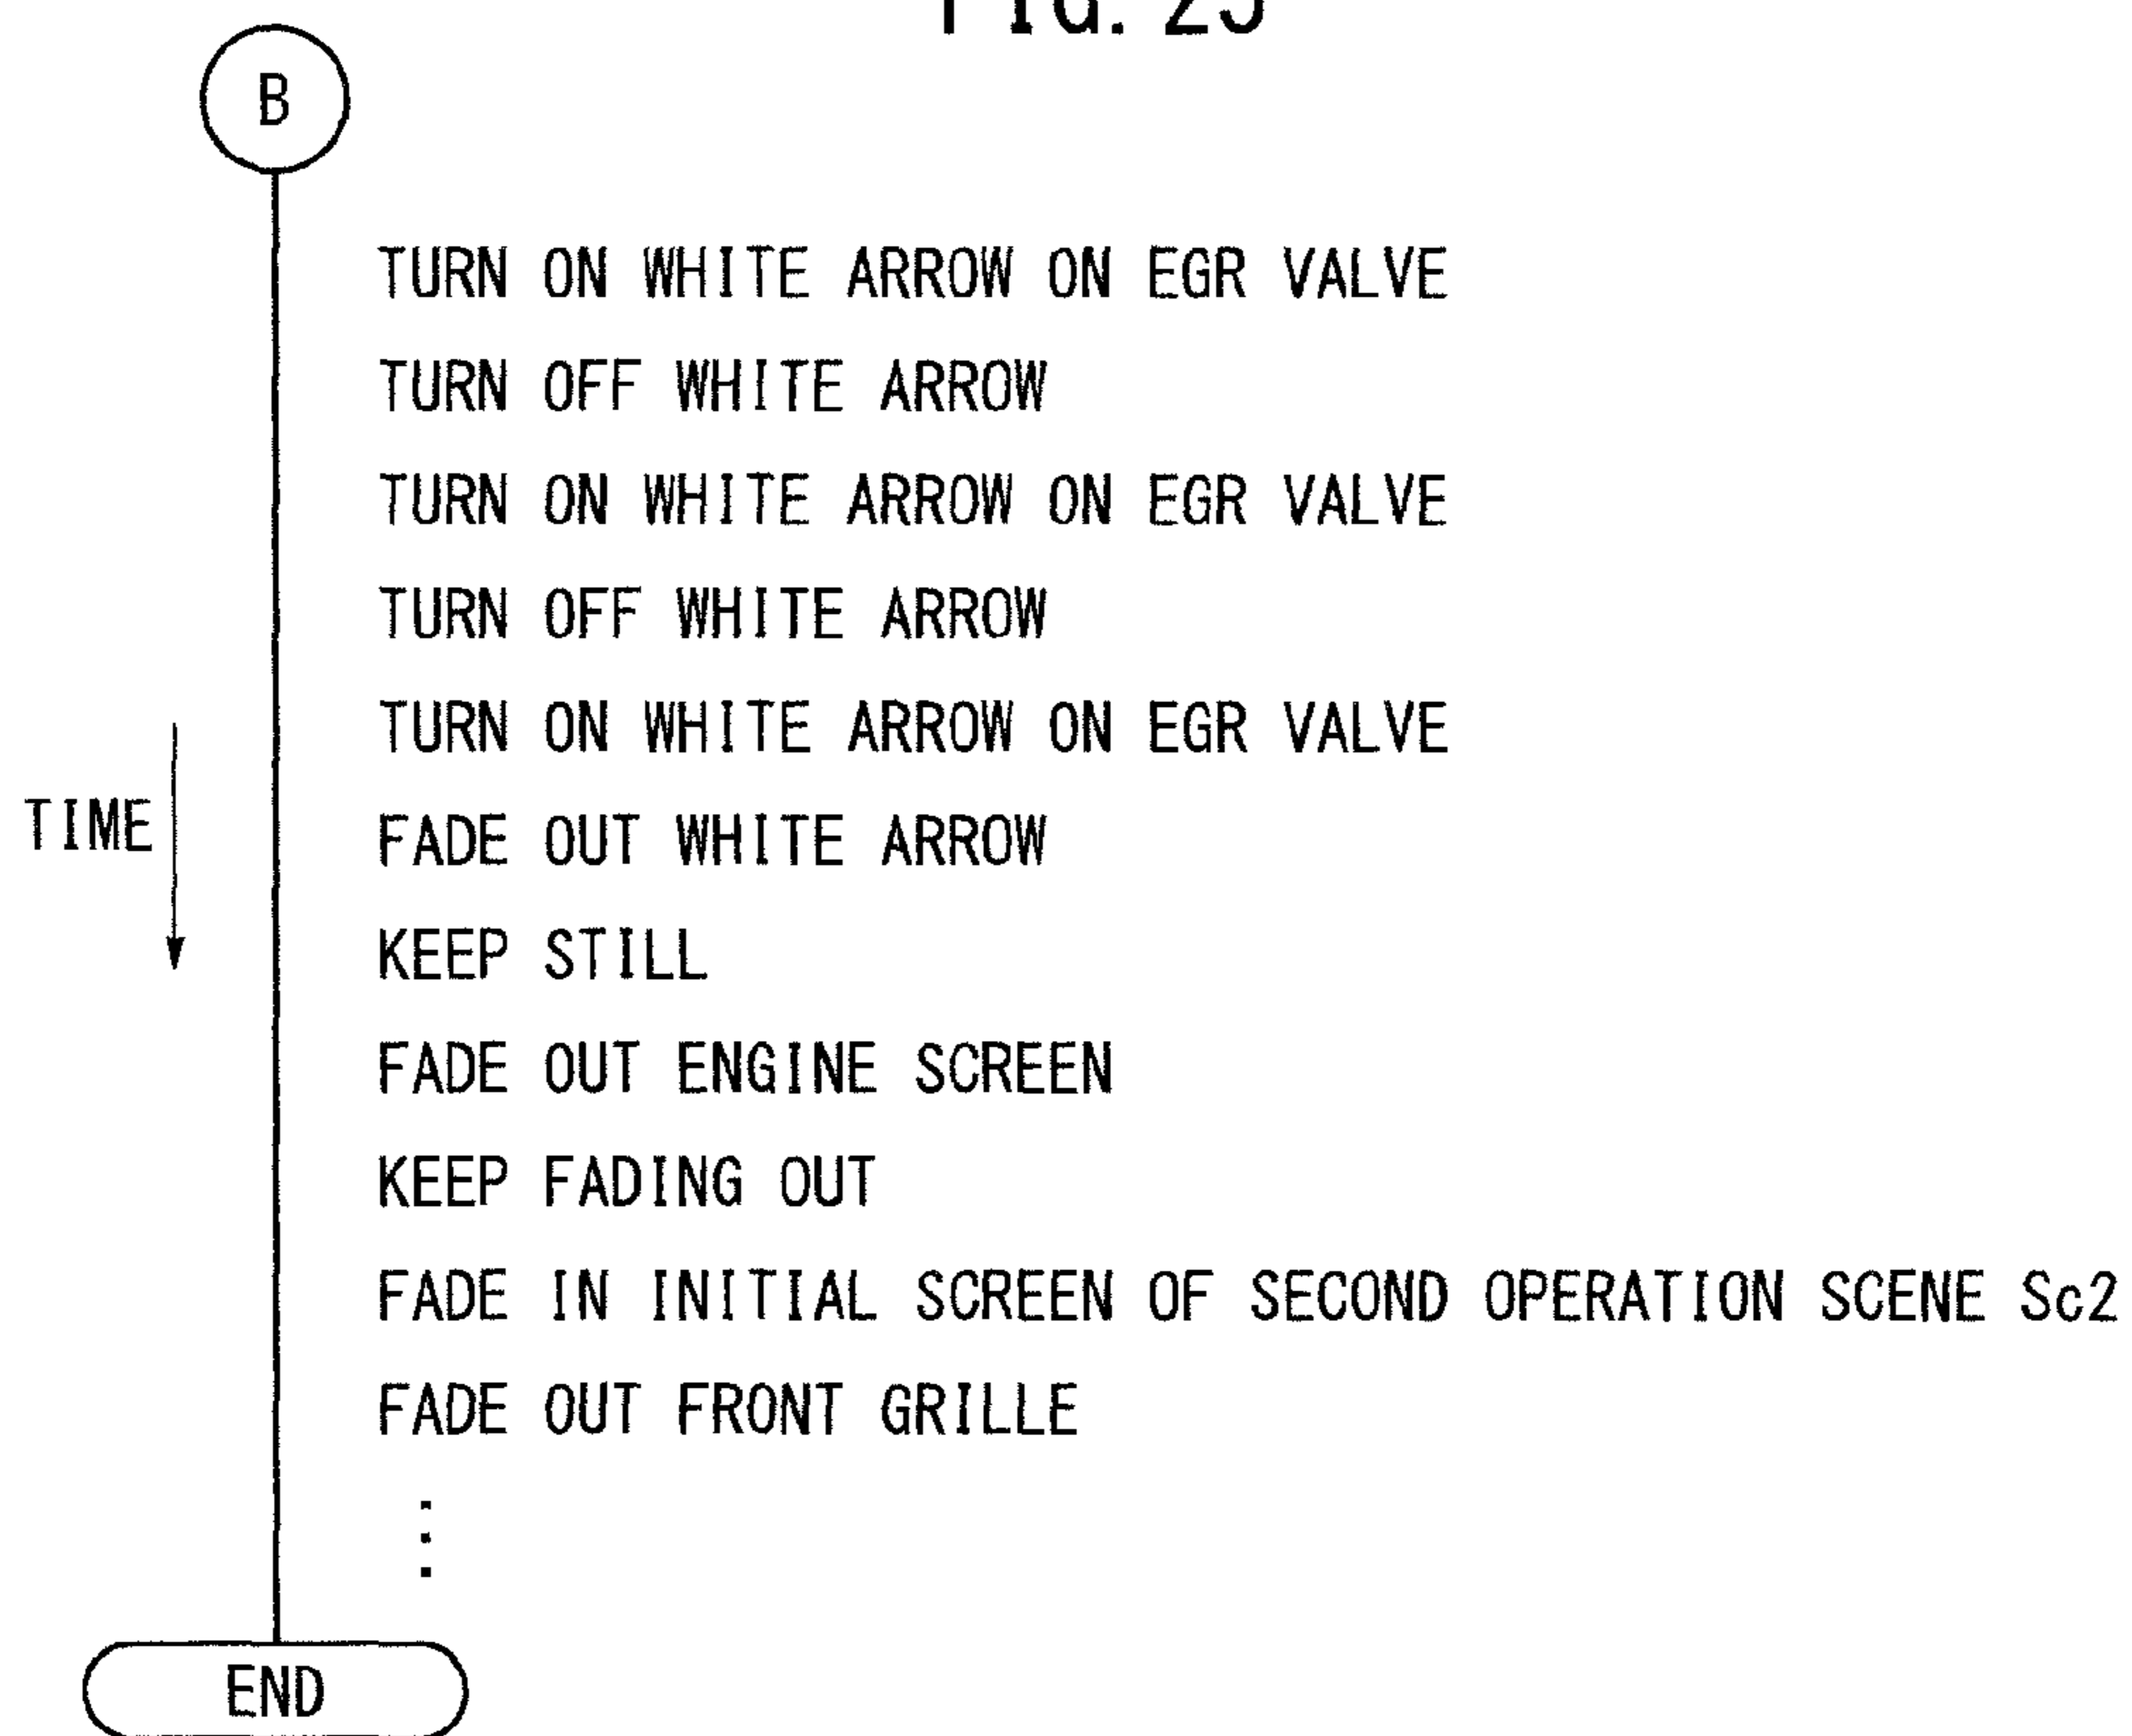 FIG.
B
TURN ON WHITE ARROW ON EGR VALVE
TURN OFF WHITE ARROW
TURN ON WHITE ARROW ON EGR VALVE
TURN OFF WHITE ARROW
TURN ON WHITE ARROW ON EGR VALVE
TIME
FADE OUT WHITE ARROW
KEEP STILL
FADE OUT ENGINE SCREEN
KEEP FADING OUT
FADE IN INITIAL SCREEN OF SECOND OPERATION SCENE Sc2
FADE OUT FRONT GRILLE
END